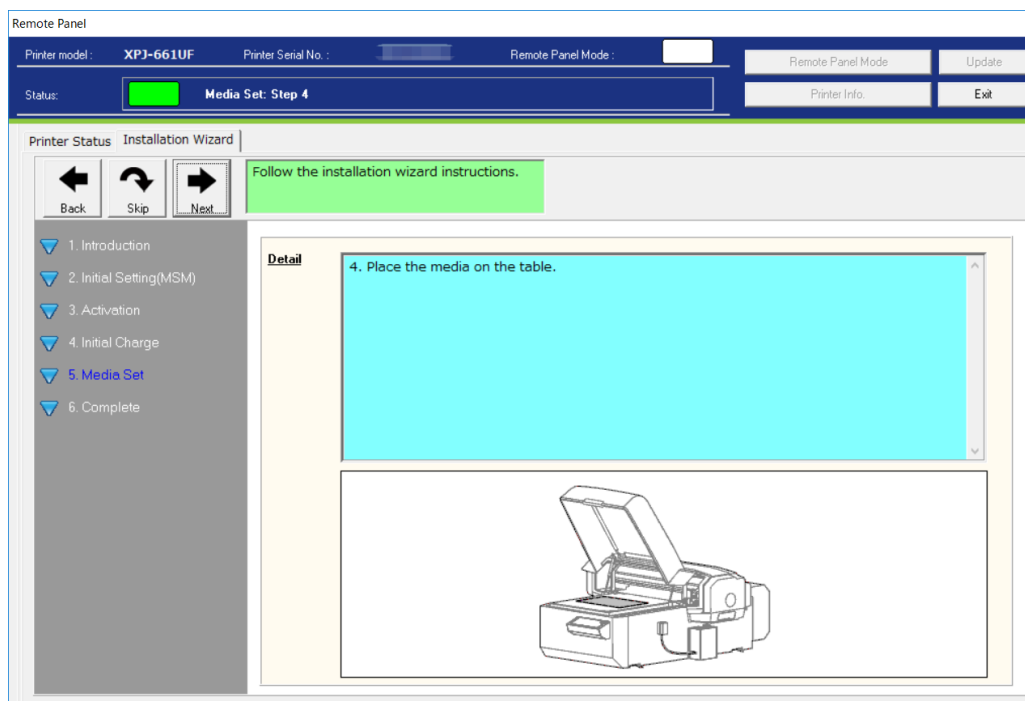 Remote Panel
Printer model : XPJ-661UF Printer Serial No. : Remote Panel Mode :
Remote Panel Mode Update
Status: Media Set: Step 4
Printer Info. Exit
Printer Status Installation Wizard
Back Skip Next
Follow the installation wizard instructions.
1. Introduction
2. Initial Setting(MSM)
3. Activation
4. Initial Charge
5. Media Set
6. Complete
Detail
4. Place the media on the table.